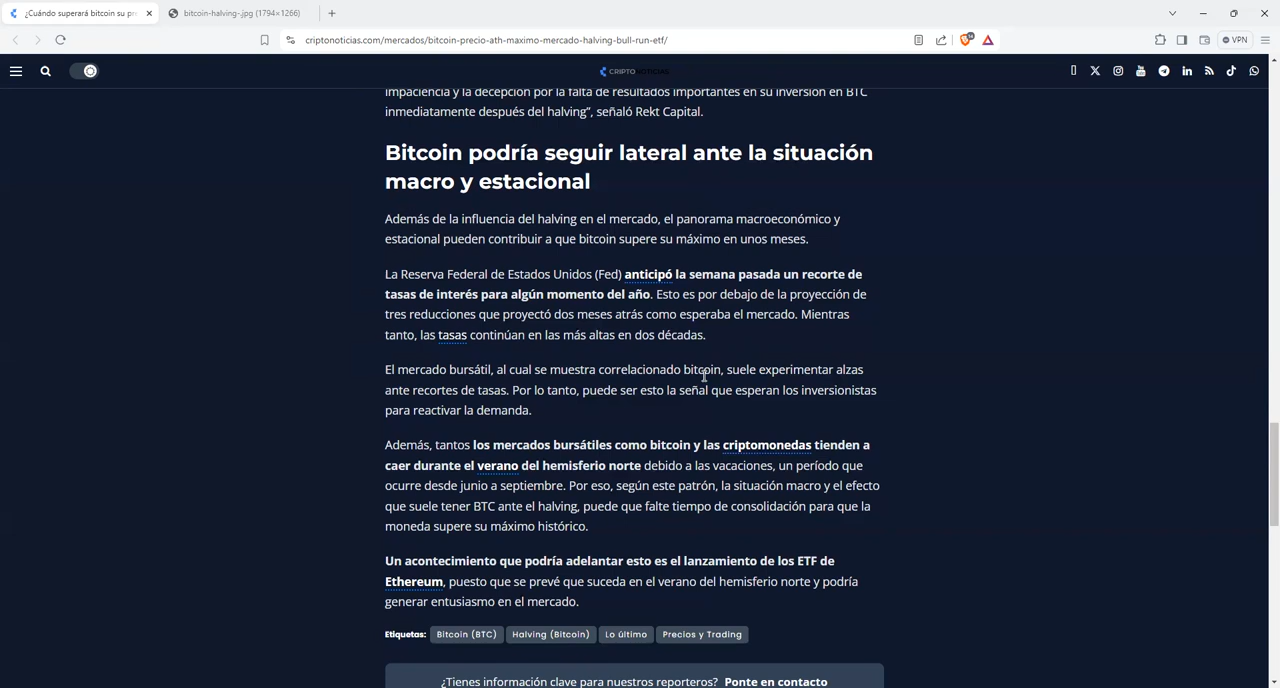 ¿Cuándo superará bitcoin su pre
bitcoin-halving-.jpg (1794×1266)
VPN
criptonoticias.com/mercados/bitcoin-precio-ath-maximo-mercado-halving-bull-run-etf/
CRIPTONOTICIAS
impaciencia y la decepción por la falta de resultados importantes en su inversión en BTC
inmediatamente después del halving”, señaló Rekt Capital.
Bitcoin podría seguir lateral ante la situación
macro y estacional
Además de la influencia del halving en el mercado, el panorama macroeconómico y
estacional pueden contribuir a que bitcoin supere su máximo en unos meses.
La Reserva Federal de Estados Unidos (Fed) anticipó la semana pasada un recorte de
tasas de interés para algún momento del año. Esto es por debajo de la proyección de
tres reducciones que proyectó dos meses atrás como esperaba el mercado. Mientras
tanto, las tasas continúan en las más altas en dos décadas.
El mercado bursátil, al cual se muestra correlacionado bitcoin, suele experimentar alzas
ante recortes de tasas. Por lo tanto, puede ser esto la señal que esperan los inversionistas
para reactivar la demanda.
Además, tantos los mercados bursátiles como bitcoin y las criptomonedas tienden a
caer durante el verano del hemisferio norte debido a las vacaciones, un período que
ocurre desde junio a septiembre. Por eso, según este patrón, la situación macro y el efecto
que suele tener BTC ante el halving, puede que falte tiempo de consolidación para que la
moneda supere su máximo histórico.
Un acontecimiento que podría adelantar esto es el lanzamiento de los ETF de
Ethereum, puesto que se prevé que suceda en el verano del hemisferio norte y podría
generar entusiasmo en el mercado.
Etiquetas: Bitcoin (BTC) Halving (Bitcoin) Lo último Precios y Trading
¿Tienes información clave para nuestros reporteros? Ponte en contacto